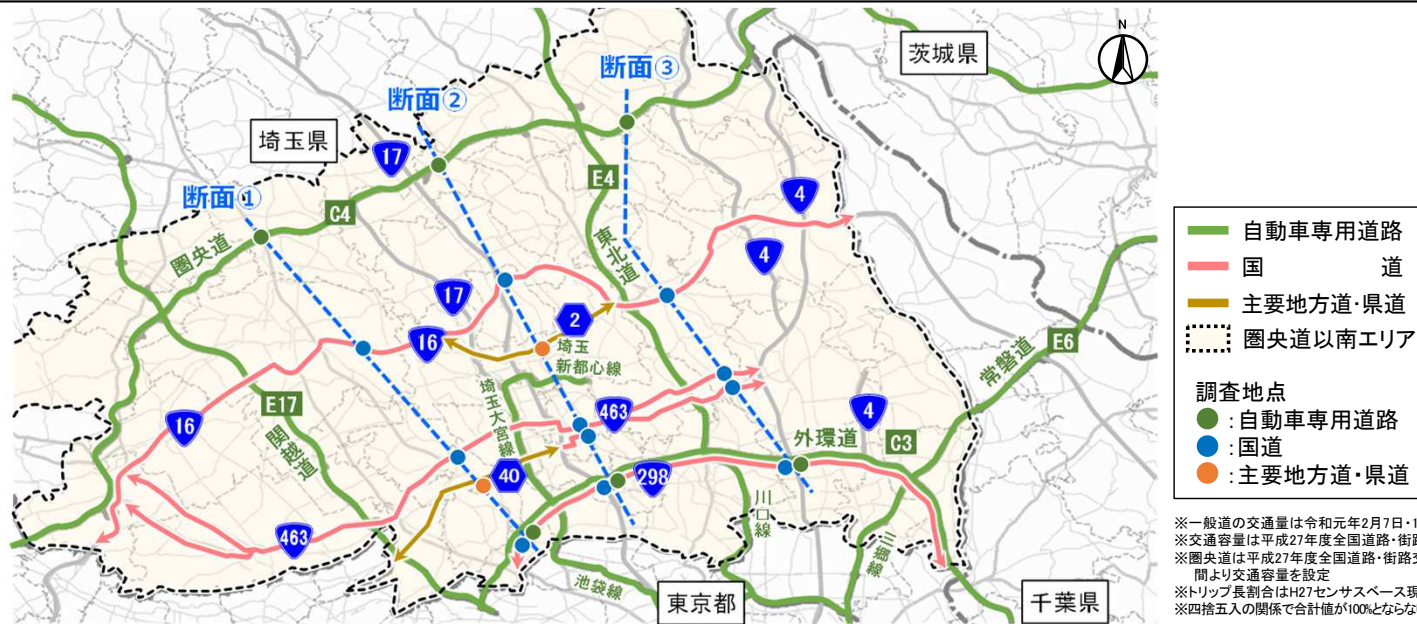 N
茨城県
断面③
断面②
埼玉県
17
E4
断面①
4
C4
圏央道
東北道
4
17
2
16
埼玉
新都心線
E6
常磐道
16
E17
関越道
埼玉大宮線
463
4
外環道
C3
40
298
川口線
463
三郷線
池袋線
東京都
千葉県
自動車専用道路
国道
主要地方道・県道
圏央道以南エリア
調査地点
:自動車専用道路
:国道
:主要地方道・県道
※一般道の交通量は令和元年2月7日・1
※交通容量は平成27年度全国道路・街路
※圏央道は平成27年度全国道路・街路交
間より交通容量を設定
※トリップ長割合はH27センサスベース現
※四捨五入の関係で合計値が100%とならな